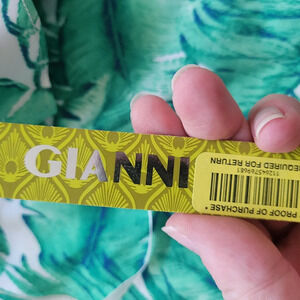 GIANNI
PROOF OF PURCHASE *
REQUIRED FOR RETURN